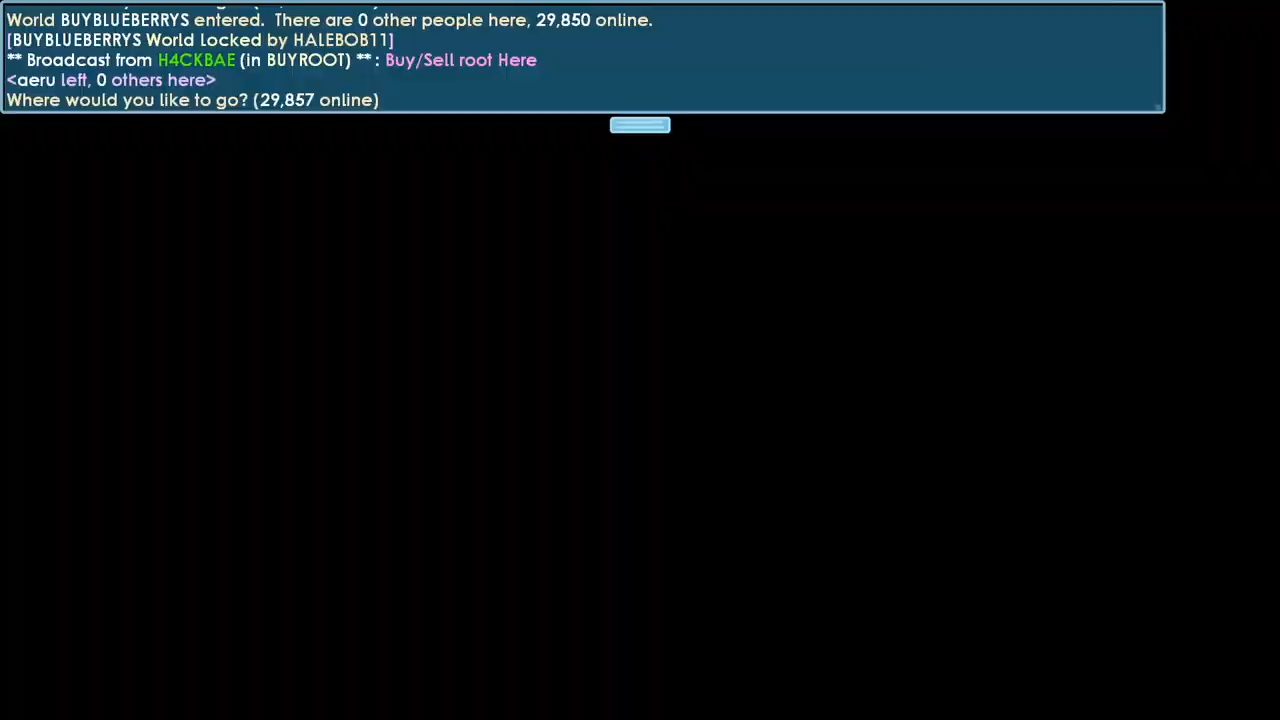 World BUYBLUEBERRYS entered. There are 0 other people here, 29,850 online.
[BUYBLUEBERRYS World Locked by HALEBOB11]
** Broadcast from H4CKBAE (in BUYROOT) ** : Buy/Sell root Here
<aeru left, 0 others here>
Where would you like to go? (29,857 online)